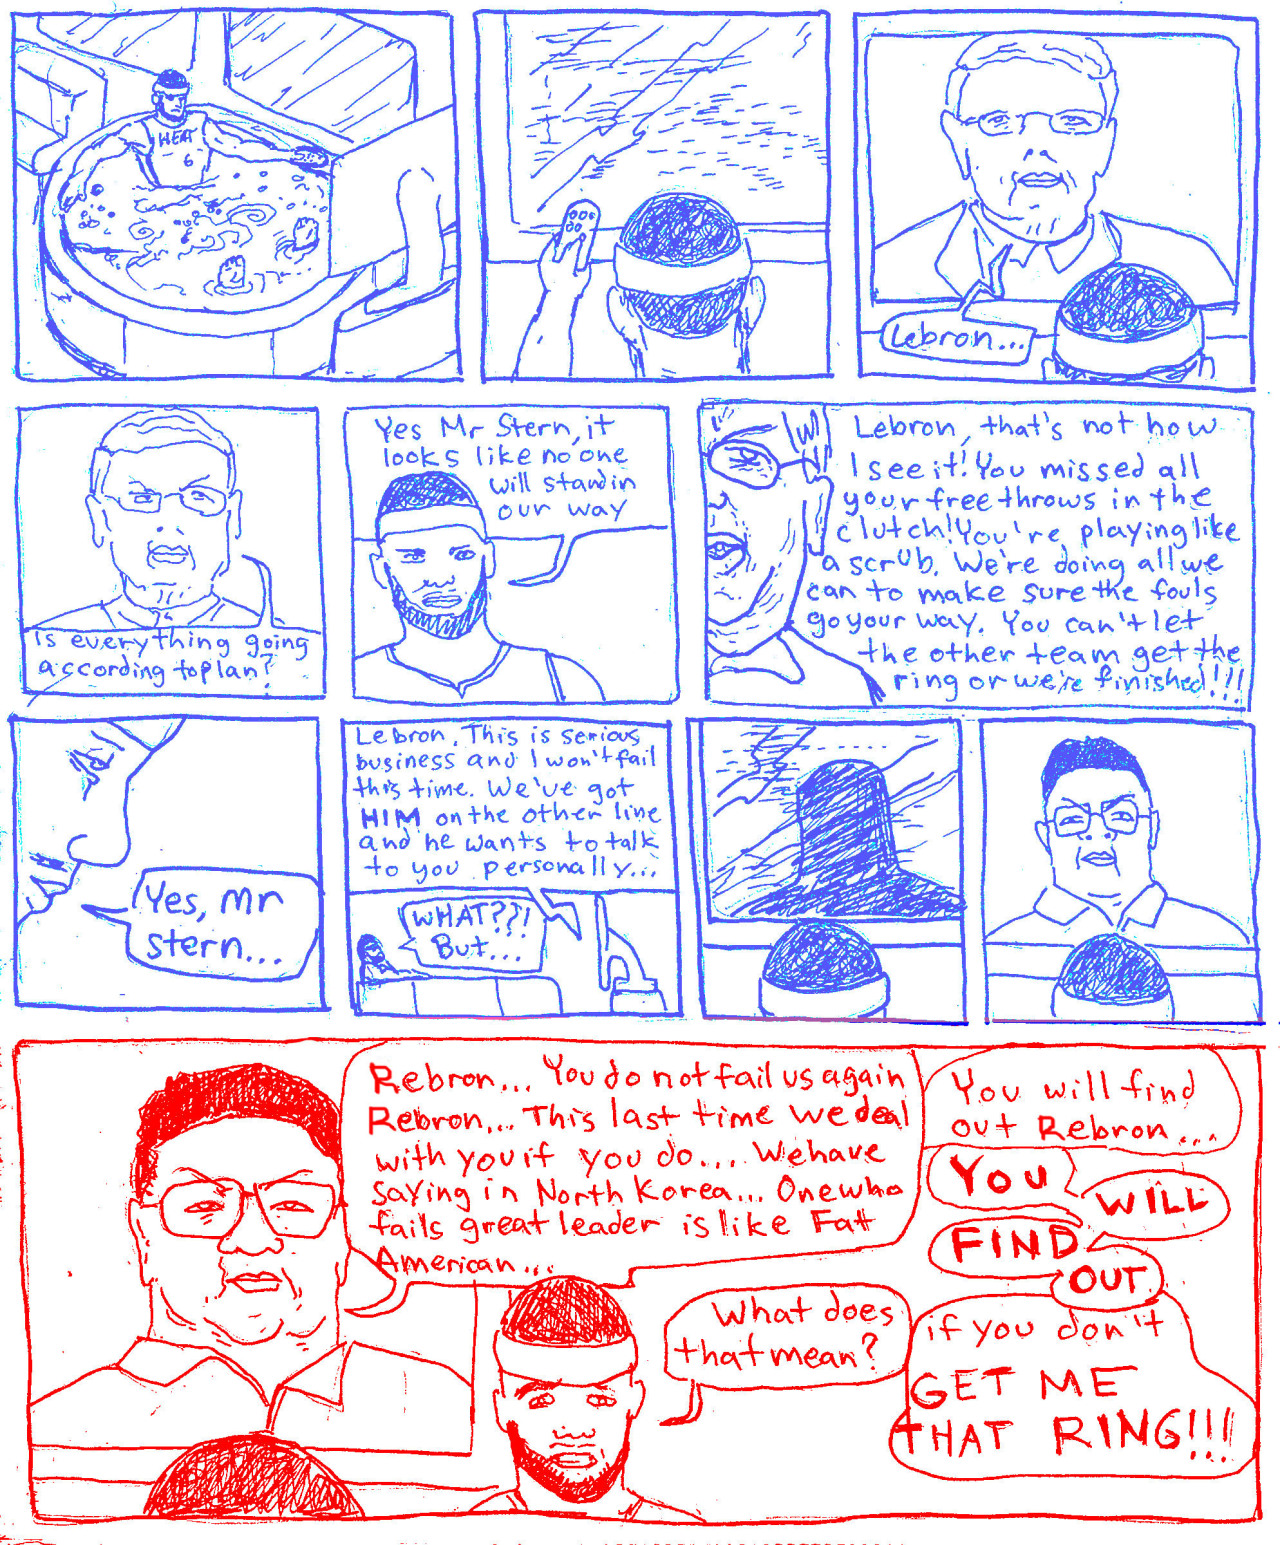 HEAT
6
Lebron...
Is everything going
according to plan?
Yes Mr Stern, it
looks like no one
will stand in
our way
Lebron, that's not how
I see it! You missed all
your free throws in the
clutch! You're playing like
a scrub. We're doing all we
can to make sure the fouls
go your way. You can't let
the other team get the
ring or we're finished!!!
Yes, Mr
stern...
Lebron, This is serious
business and I won't fail
this time. We've got
HIM on the other line
and he wants to talk
to you personally...
WHAT??!
But...
Rebron... You do not fail us again
Rebron... This last time we deal
with you if you do.... We have
saying in North Korea... One who
fails great leader is like Fat
American...
What does
that mean?
You will find
out Rebron...
YOU
WILL
FIND
OUT
if you don't
GET ME
THAT RING!!!